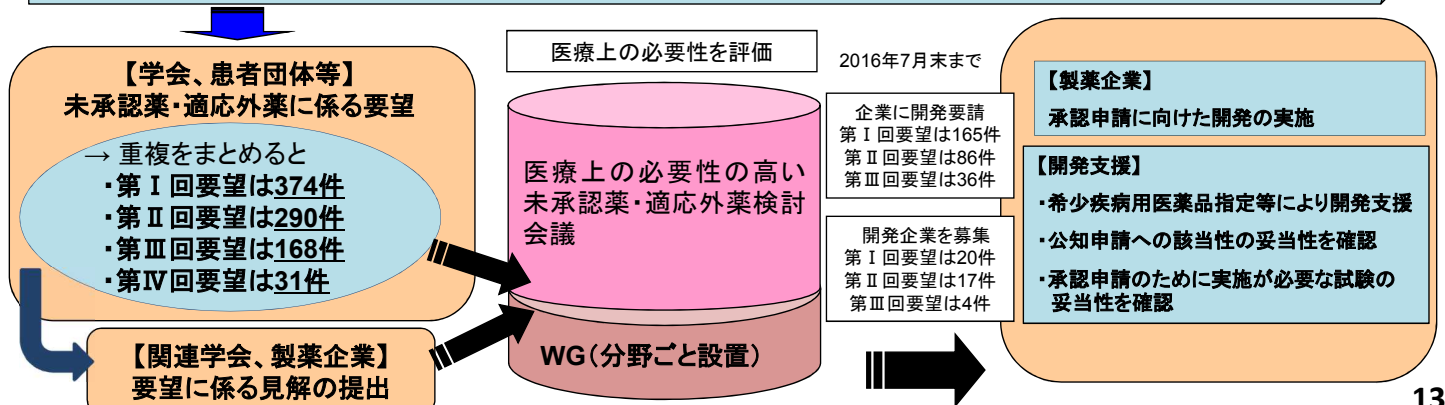 【学会、患者団体等】
未承認薬・適応外薬に係る要望
→ 重複をまとめると
・第Ⅰ回要望は374件
・第Ⅱ回要望は290件
・第Ⅲ回要望は168件
・第Ⅳ回要望は31件
【関連学会、製薬企業】
要望に係る見解の提出
医療上の必要性を評価
医療上の必要性の高い
未承認薬・適応外薬検討
会議
WG(分野ごと設置)
2016年7月末まで
企業に開発要請
第Ⅰ回要望は165件
第Ⅱ回要望は86件
第Ⅲ回要望は36件
開発企業を募集
第Ⅰ回要望は20件
第Ⅱ回要望は17件
第Ⅲ回要望は4件
【製薬企業】
承認申請に向けた開発の実施
【開発支援】
・希少疾病用医薬品指定等により開発支援
・公知申請への該当性の妥当性を確認
・承認申請のために実施が必要な試験の
妥当性を確認
13